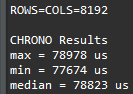 ROWS=COLS=8192
CHRONO Results
max = 78978 us
min = 77674 us
median = 78823 us